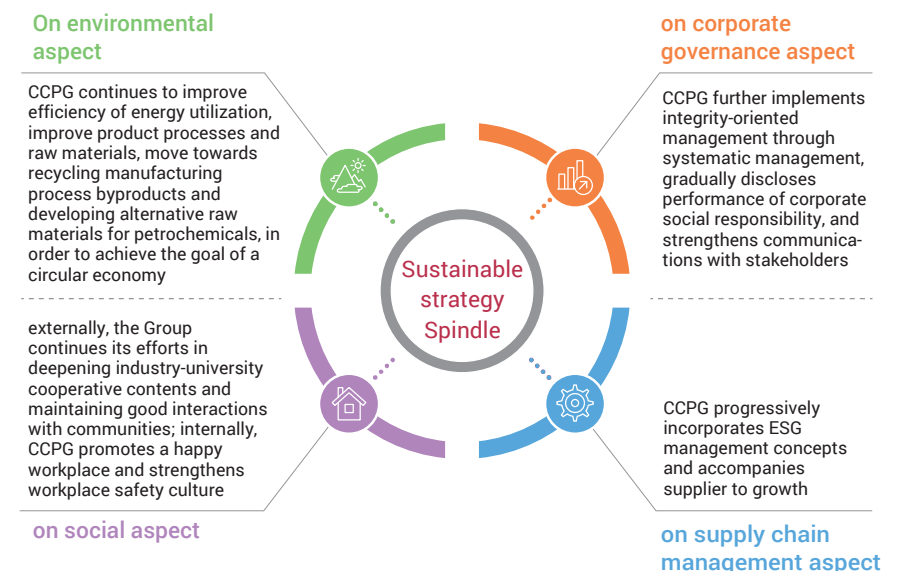 On environmental
aspect
CCPG continues to improve
efficiency of energy utilization,
improve product processes and
raw materials, move towards
recycling manufacturing
process byproducts and
developing alternative raw
materials for petrochemicals, in
order to achieve the goal of a
circular economy
on corporate
governance aspect
CCPG further implements
integrity-oriented
management through
systematic management,
gradually discloses
performance of corporate
social responsibility, and
strengthens communica-
tions with stakeholders
Sustainable
strategy
Spindle
externally, the Group
continues its efforts in
deepening industry-university
cooperative contents and
maintaining good interactions
with communities; internally,
CCPG promotes a happy
workplace and strengthens
workplace safety culture
on social aspect
CCPG progressively
incorporates ESG
management concepts
and accompanies
supplier to growth
on supply chain
management aspect